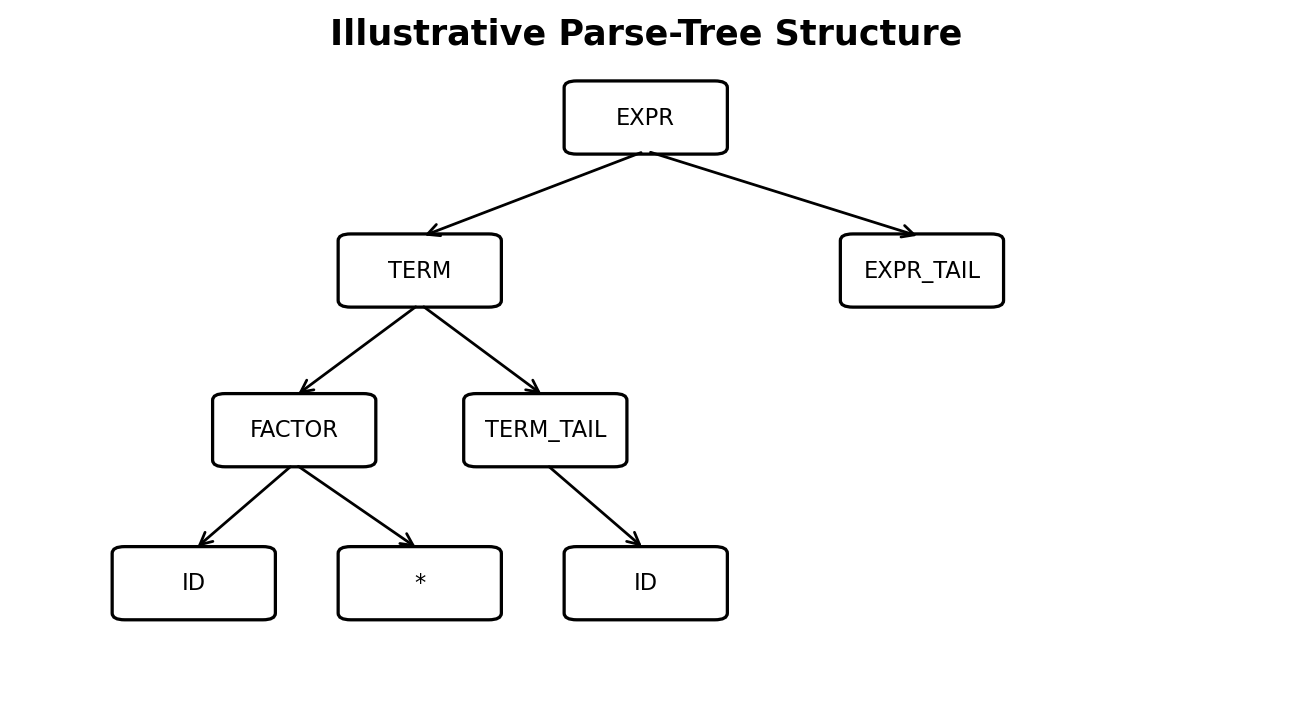 Illustrative Parse-Tree Structure
EXPR
TERM
EXPR_TAIL
FACTOR
TERM_TAIL
ID
*
ID